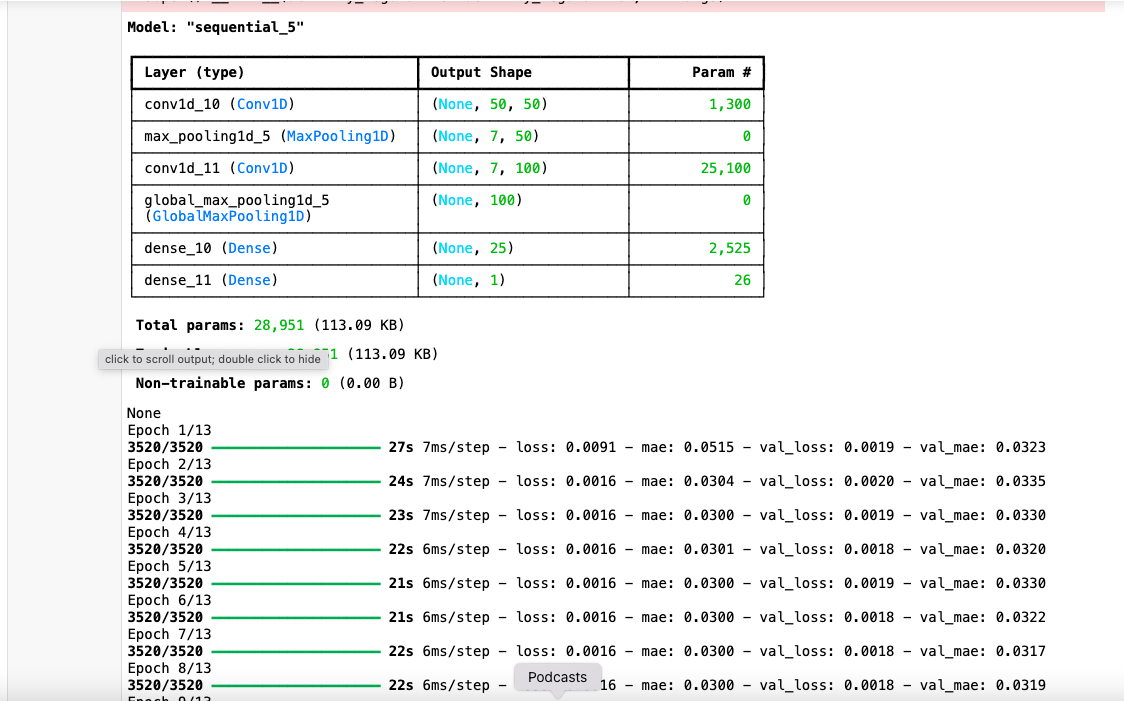 Model: "sequential_5"
Layer (type) Output Shape Param #
conv1d_10 (Conv1D) (None, 50, 50) 1,300
max_pooling1d_5 (MaxPooling1D) (None, 7, 50) 0
conv1d_11 (Conv1D) (None, 7, 100) 25,100
global_max_pooling1d_5 (None, 100) 0
(GlobalMaxPooling1D)
dense_10 (Dense) (None, 25) 2,525
dense_11 (Dense) (None, 1) 26
Total params: 28,951 (113.09 KB)
(113.09 KB)
click to scroll output; double click to hide
Non-trainable params: 0 (0.00 B)
None
Epoch 1/13
3520/3520 27s 7ms/step - loss: 0.0091 - mae: 0.0515 - val_loss: 0.0019 - val_mae: 0.0323
Epoch 2/13
3520/3520 24s 7ms/step - loss: 0.0016 - mae: 0.0304 - val_loss: 0.0020 - val_mae: 0.0335
Epoch 3/13
3520/3520 23s 7ms/step - loss: 0.0016 - mae: 0.0300 - val_loss: 0.0019 - val_mae: 0.0330
Epoch 4/13
3520/3520 22s 6ms/step - loss: 0.0016 - mae: 0.0301 - val_loss: 0.0018 - val_mae: 0.0320
Epoch 5/13
3520/3520 21s 6ms/step - loss: 0.0016 - mae: 0.0300 - val_loss: 0.0019 - val_mae: 0.0330
Epoch 6/13
3520/3520 21s 6ms/step - loss: 0.0016 - mae: 0.0300 - val_loss: 0.0018 - val_mae: 0.0322
Epoch 7/13
3520/3520 22s 6ms/step - loss: 0.0016 - mae: 0.0300 - val_loss: 0.0018 - val_mae: 0.0317
Epoch 8/13
Podcasts
3520/3520 22s 6ms/step - 16 - mae: 0.0300 - val_loss: 0.0018 - val_mae: 0.0319